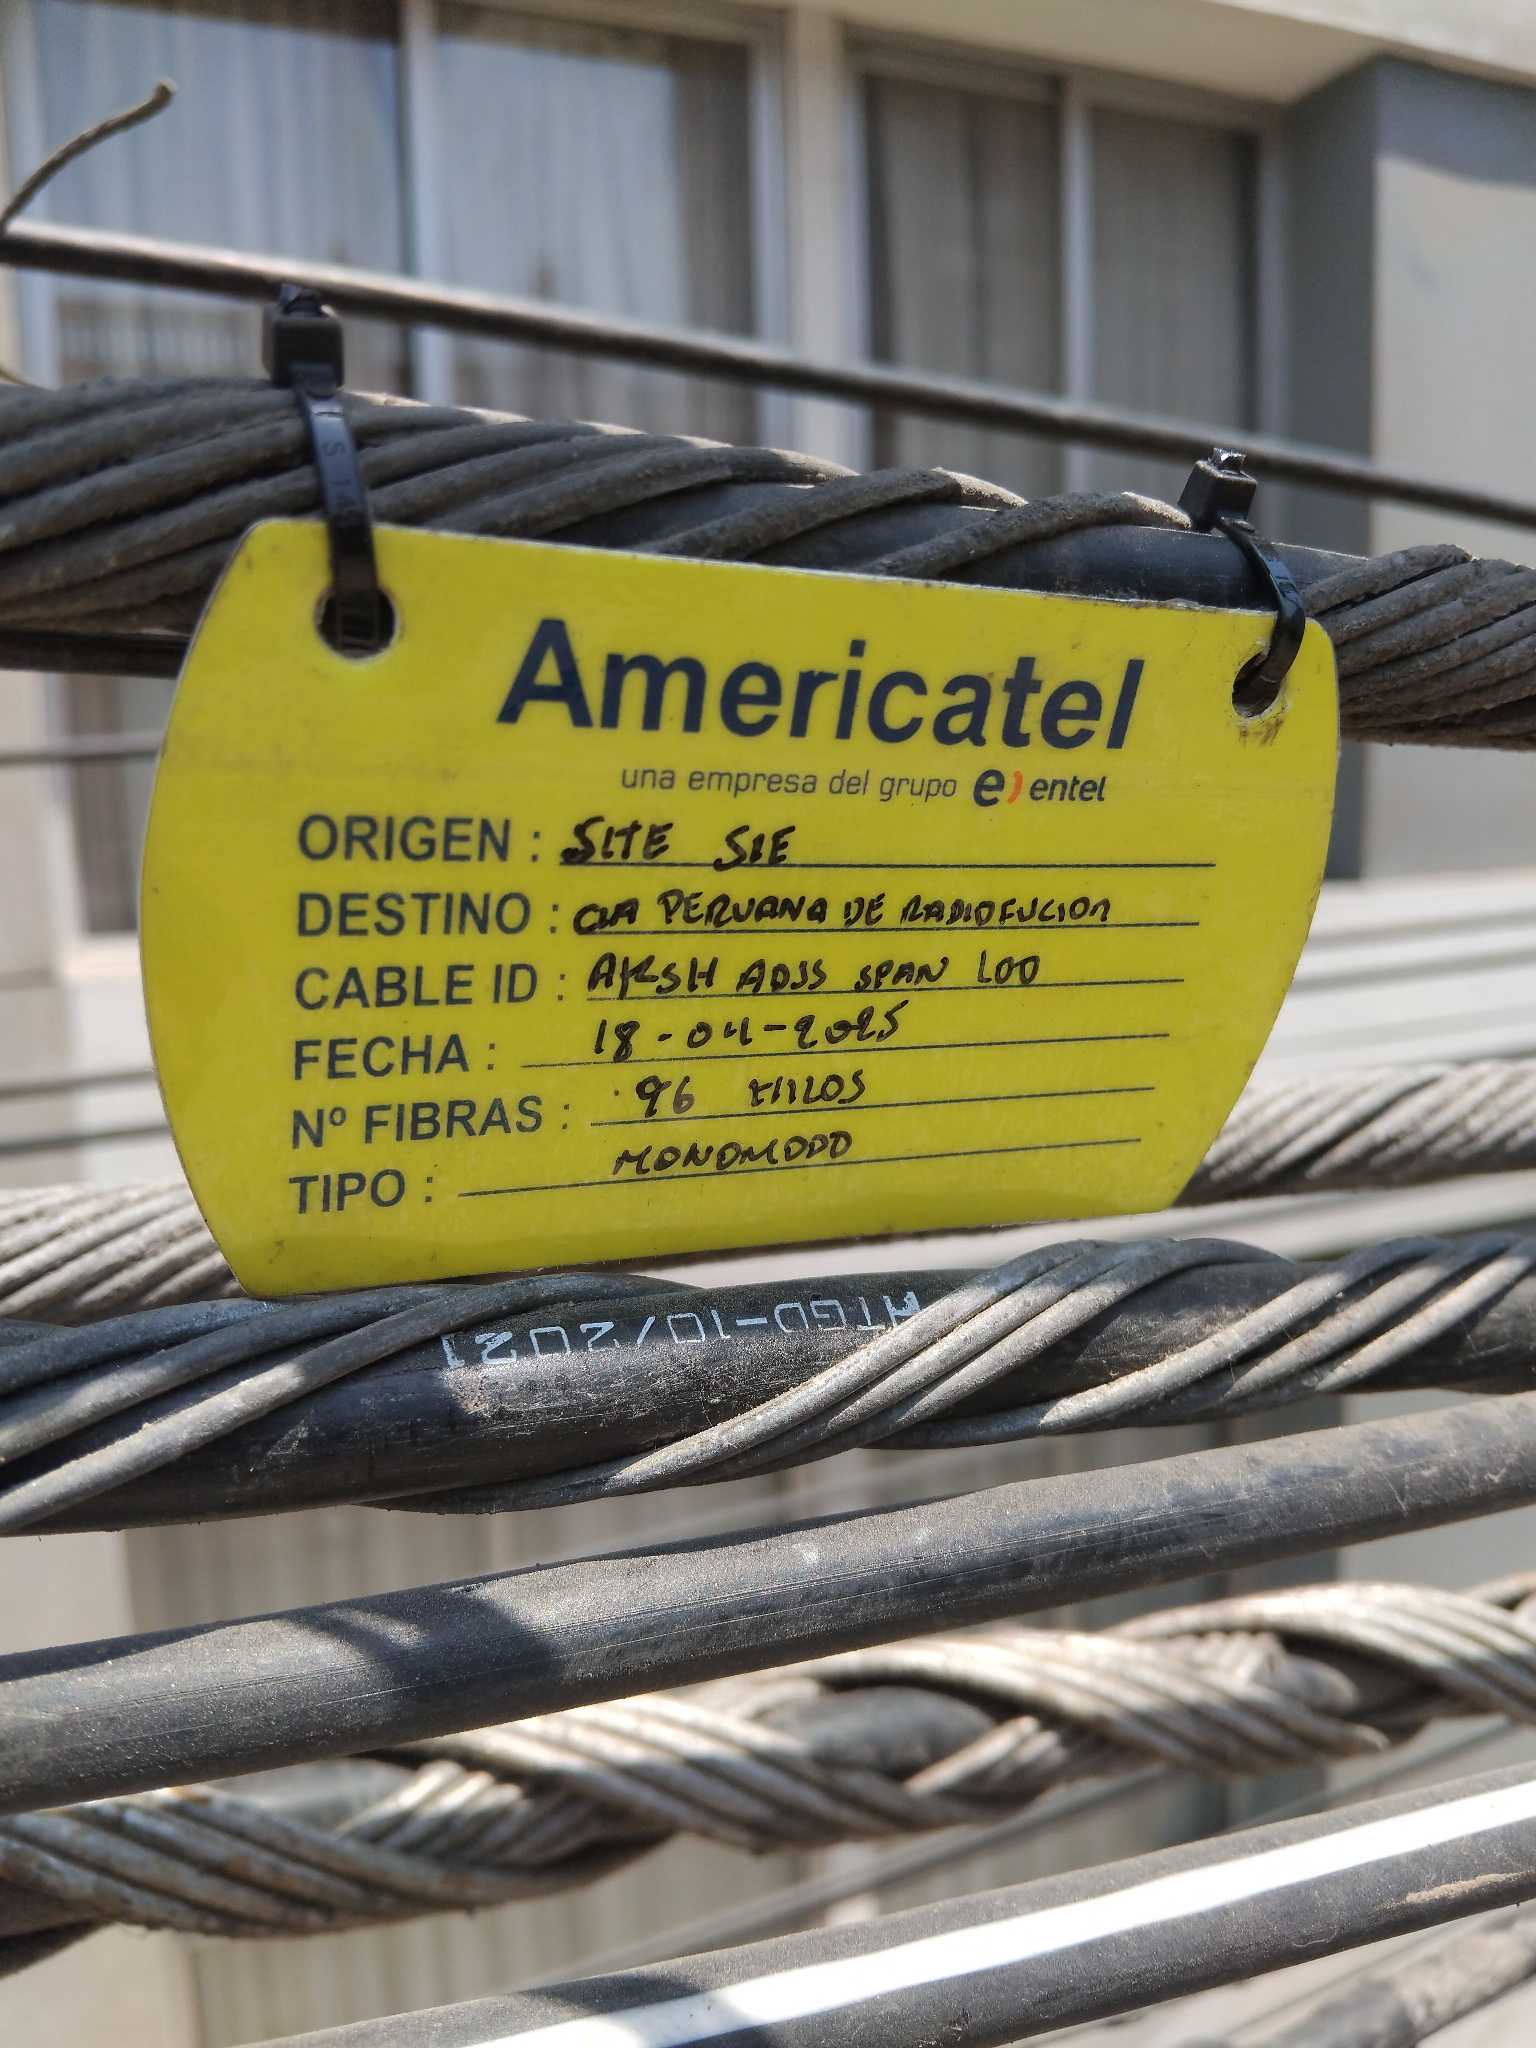 Americatel
una empresa del grupo e) entel
ORIGEN : SITE SIE
DESTINO : CIA PERUANA DE RADIOFUCION
CABLE ID : AKSH ADSS SPAN 100
FECHA : 18-04-2025
Nº FIBRAS : 96 HILOS
TIPO : MONOMODO
HTGD-10/2021